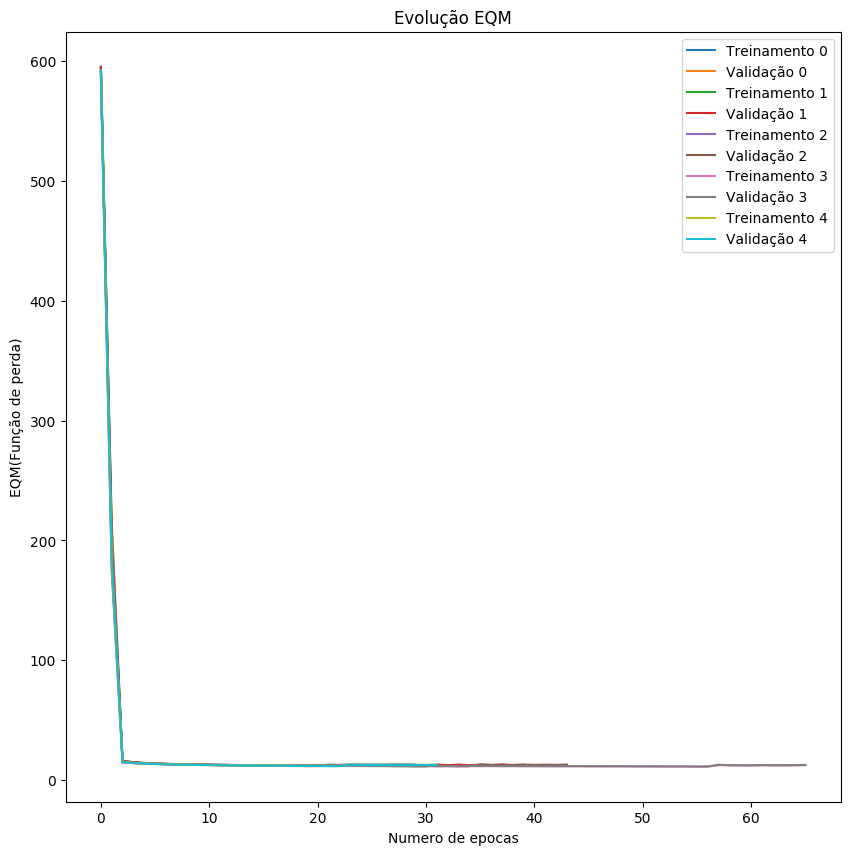 Evolução EQM
Treinamento 0
Validação 0
Treinamento 1
Validação 1
Treinamento 2
Validação 2
Treinamento 3
Validação 3
Treinamento 4
Validação 4
600
500
400
300
200
100
0
EQM(Função de perda)
0 10 20 30 40 50 60
Numero de epocas